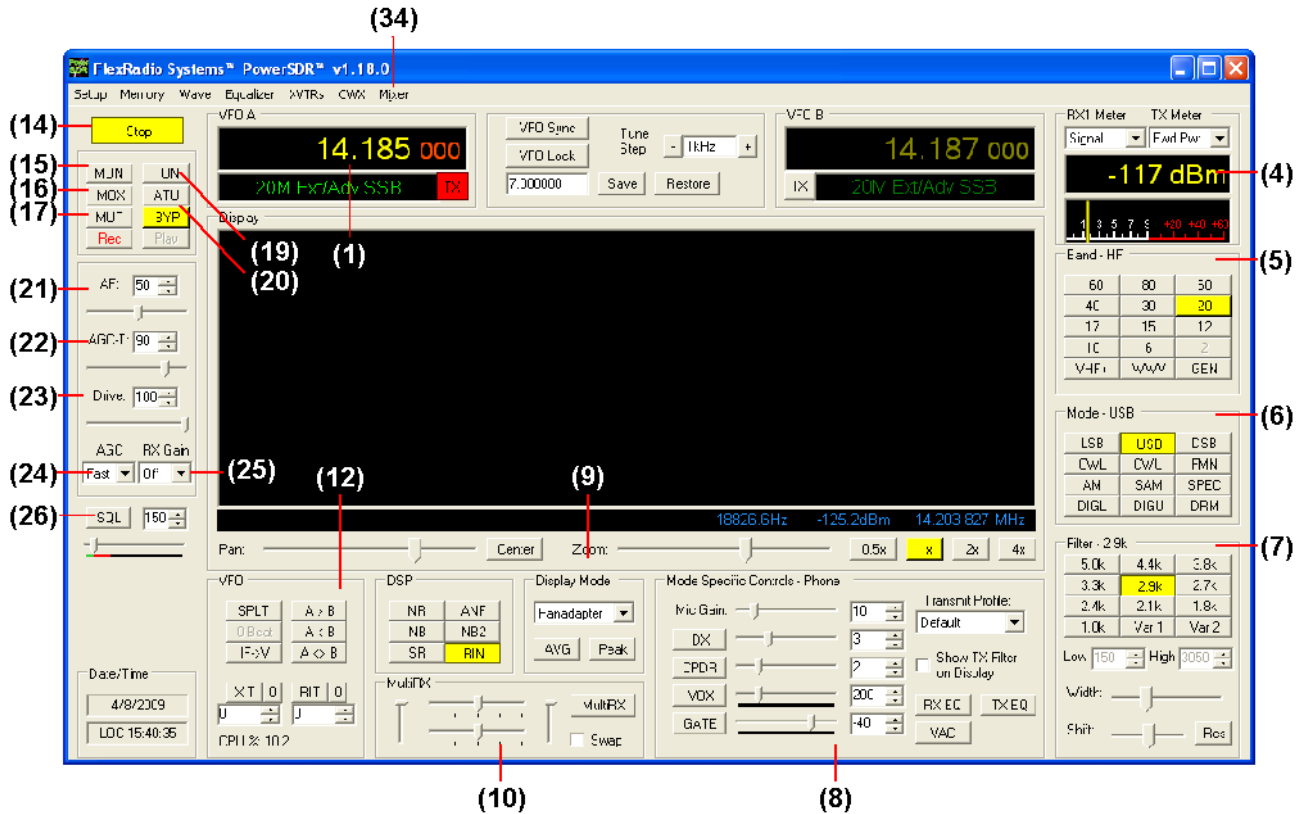 (34)
FlexRadio Systems™ PowerSDR™ v1.18.0
Setup Memory Wave Equalizer XVTRs CWX Mixer
(14)
Stop
(15)
MON
(16)
MOX ATU
(17)
MUT BYP
Rec Play
(19)
(20)
VFO A
14.185 000
20M Ext/Adv SSB TX
(1)
VFO Sync
VFO Lock
Tune Step - 1kHz +
7.000000 Save Restore
VFO B
14.187 000
TX 20M Ext/Adv SSB
RX1 Meter TX Meter
Signal Fwd Pwr
-117 dBm
(4)
1 3 5 7 9 +20 +40 +60
Display
(5)
Band - HF
60 80
40 30 20
17 15 12
10 6 2
VHF+ WWV GEN
(21)
AF: 50
(22)
AGC-T: 90
(23)
Drive: 100
AGC RX Gain
(24)
Fast Off
(25)
(26)
SQL 150
(12)
(9)
(6)
Mode - USB
LSB USB DSB
CWL FMN
AM SAM SPEC
DIGL DIGU DRM
18826.6Hz -125.2dBm 14.203 827 MHz
Pan: Center Zoom: 0.5x 2x 4x
(7)
Filter - 2.9k
5.0k 4.4k 3.8k
3.3k 2.9k 2.7k
2.4k 2.1k 1.8k
1.0k Var 1 Var 2
Low 150 High 3050
Width:
Shift: Res
VFO
SPLT A > B
0 Beat A < B
IF->V A <> B
XIT 0 RIT 0
0 0
CPU %: 10.2
DSP
NR ANF
NB NB2
SR BIN
Display Mode
Panadapter
AVG Peak
MultiRX
MultiRX
Swap
(10)
Mode Specific Controls - Phone
Mic Gain: 10
DX 3
CPDR 2
VOX 200
GATE -40
Transmit Profile:
Default
Show TX Filter on Display
RX EQ TX EQ
VAC
(8)
Date/Time
4/8/2009
LOC 15:40:35